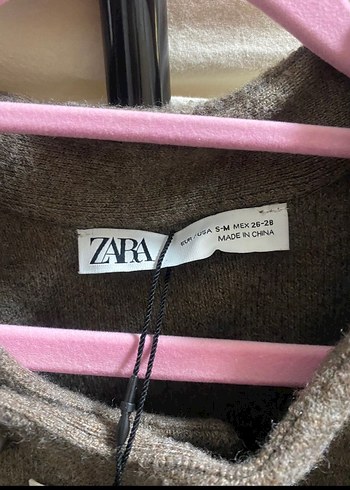 ZARA
EUR USA S-M MEX 26-28
MADE IN CHINA